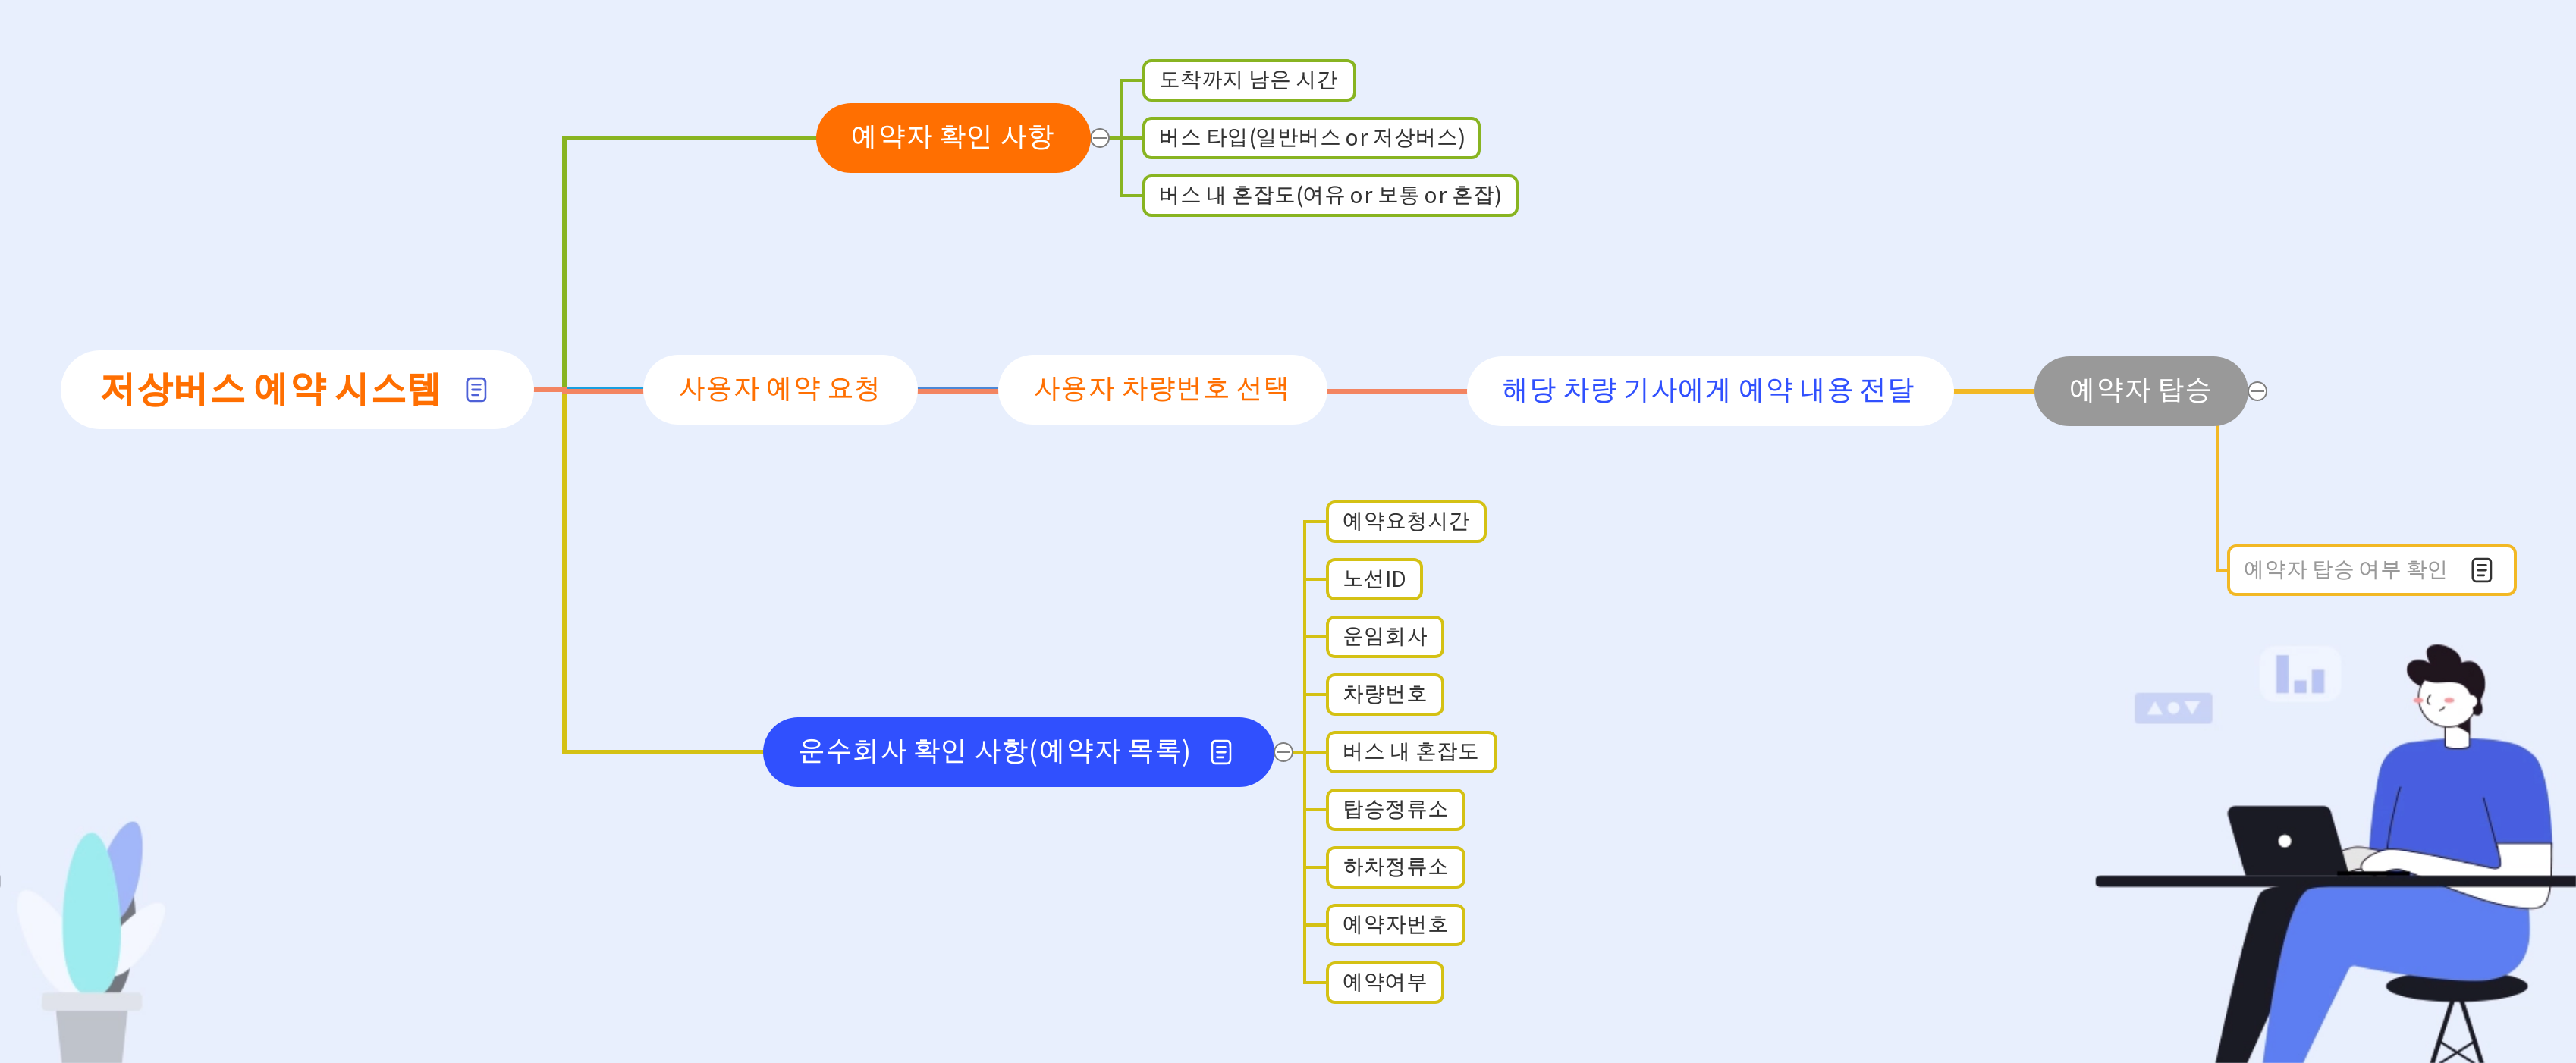 도착까지 남은 시간
예약자 확인 사항
버스 타입(일반버스 or 저상버스)
버스 내 혼잡도(여유 or 보통 or 혼잡)
저상버스 예약 시스템
사용자 예약 요청
사용자 차량번호 선택
해당 차량 기사에게 예약 내용 전달
예약자 탑승
예약자 탑승 여부 확인
운수회사 확인 사항(예약자 목록)
예약요청시간
노선ID
운임회사
차량번호
버스 내 혼잡도
탑승정류소
하차정류소
예약자번호
예약여부